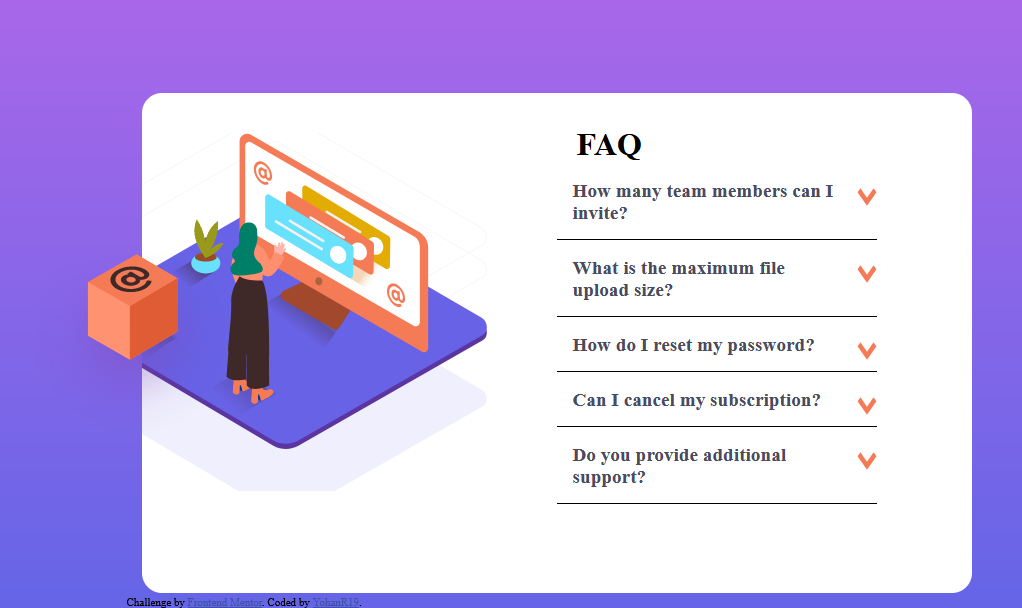 FAQ
How many team members can I
invite?
What is the maximum file
upload size?
How do I reset my password?
Can I cancel my subscription?
Do you provide additional
support?
Challenge by Frontend Mentor. Coded by YohanR19.